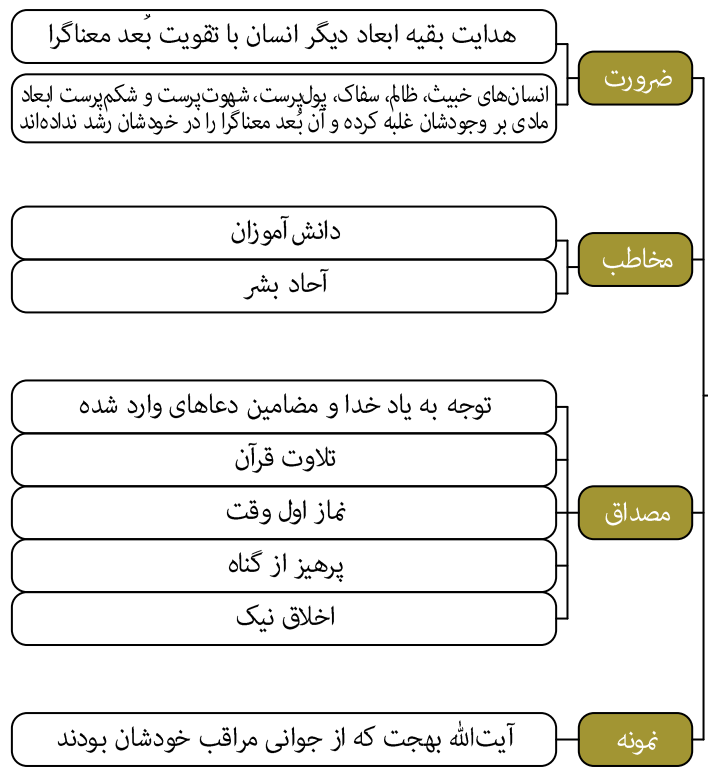 ضرورت
هدایت بقیه ابعاد دیگر انسان با تقویت بُعد معناگرا
انسان‌های خبیث، ظالم، سفاک، پول‌پرست، شهوت‌پرست و شکم‌پرست ابعاد
مادی بر وجودشان غلبه کرده و آن بُعد معناگرا را در خودشان رشد نداده‌اند
مخاطب
دانش‌آموزان
آحاد بشر
مصداق
توجه به یاد خدا و مضامین دعاهای وارد شده
تلاوت قرآن
نماز اول وقت
پرهیز از گناه
اخلاق نیک
نمونه
آیت‌الله بهجت که از جوانی مراقب خودشان بودند